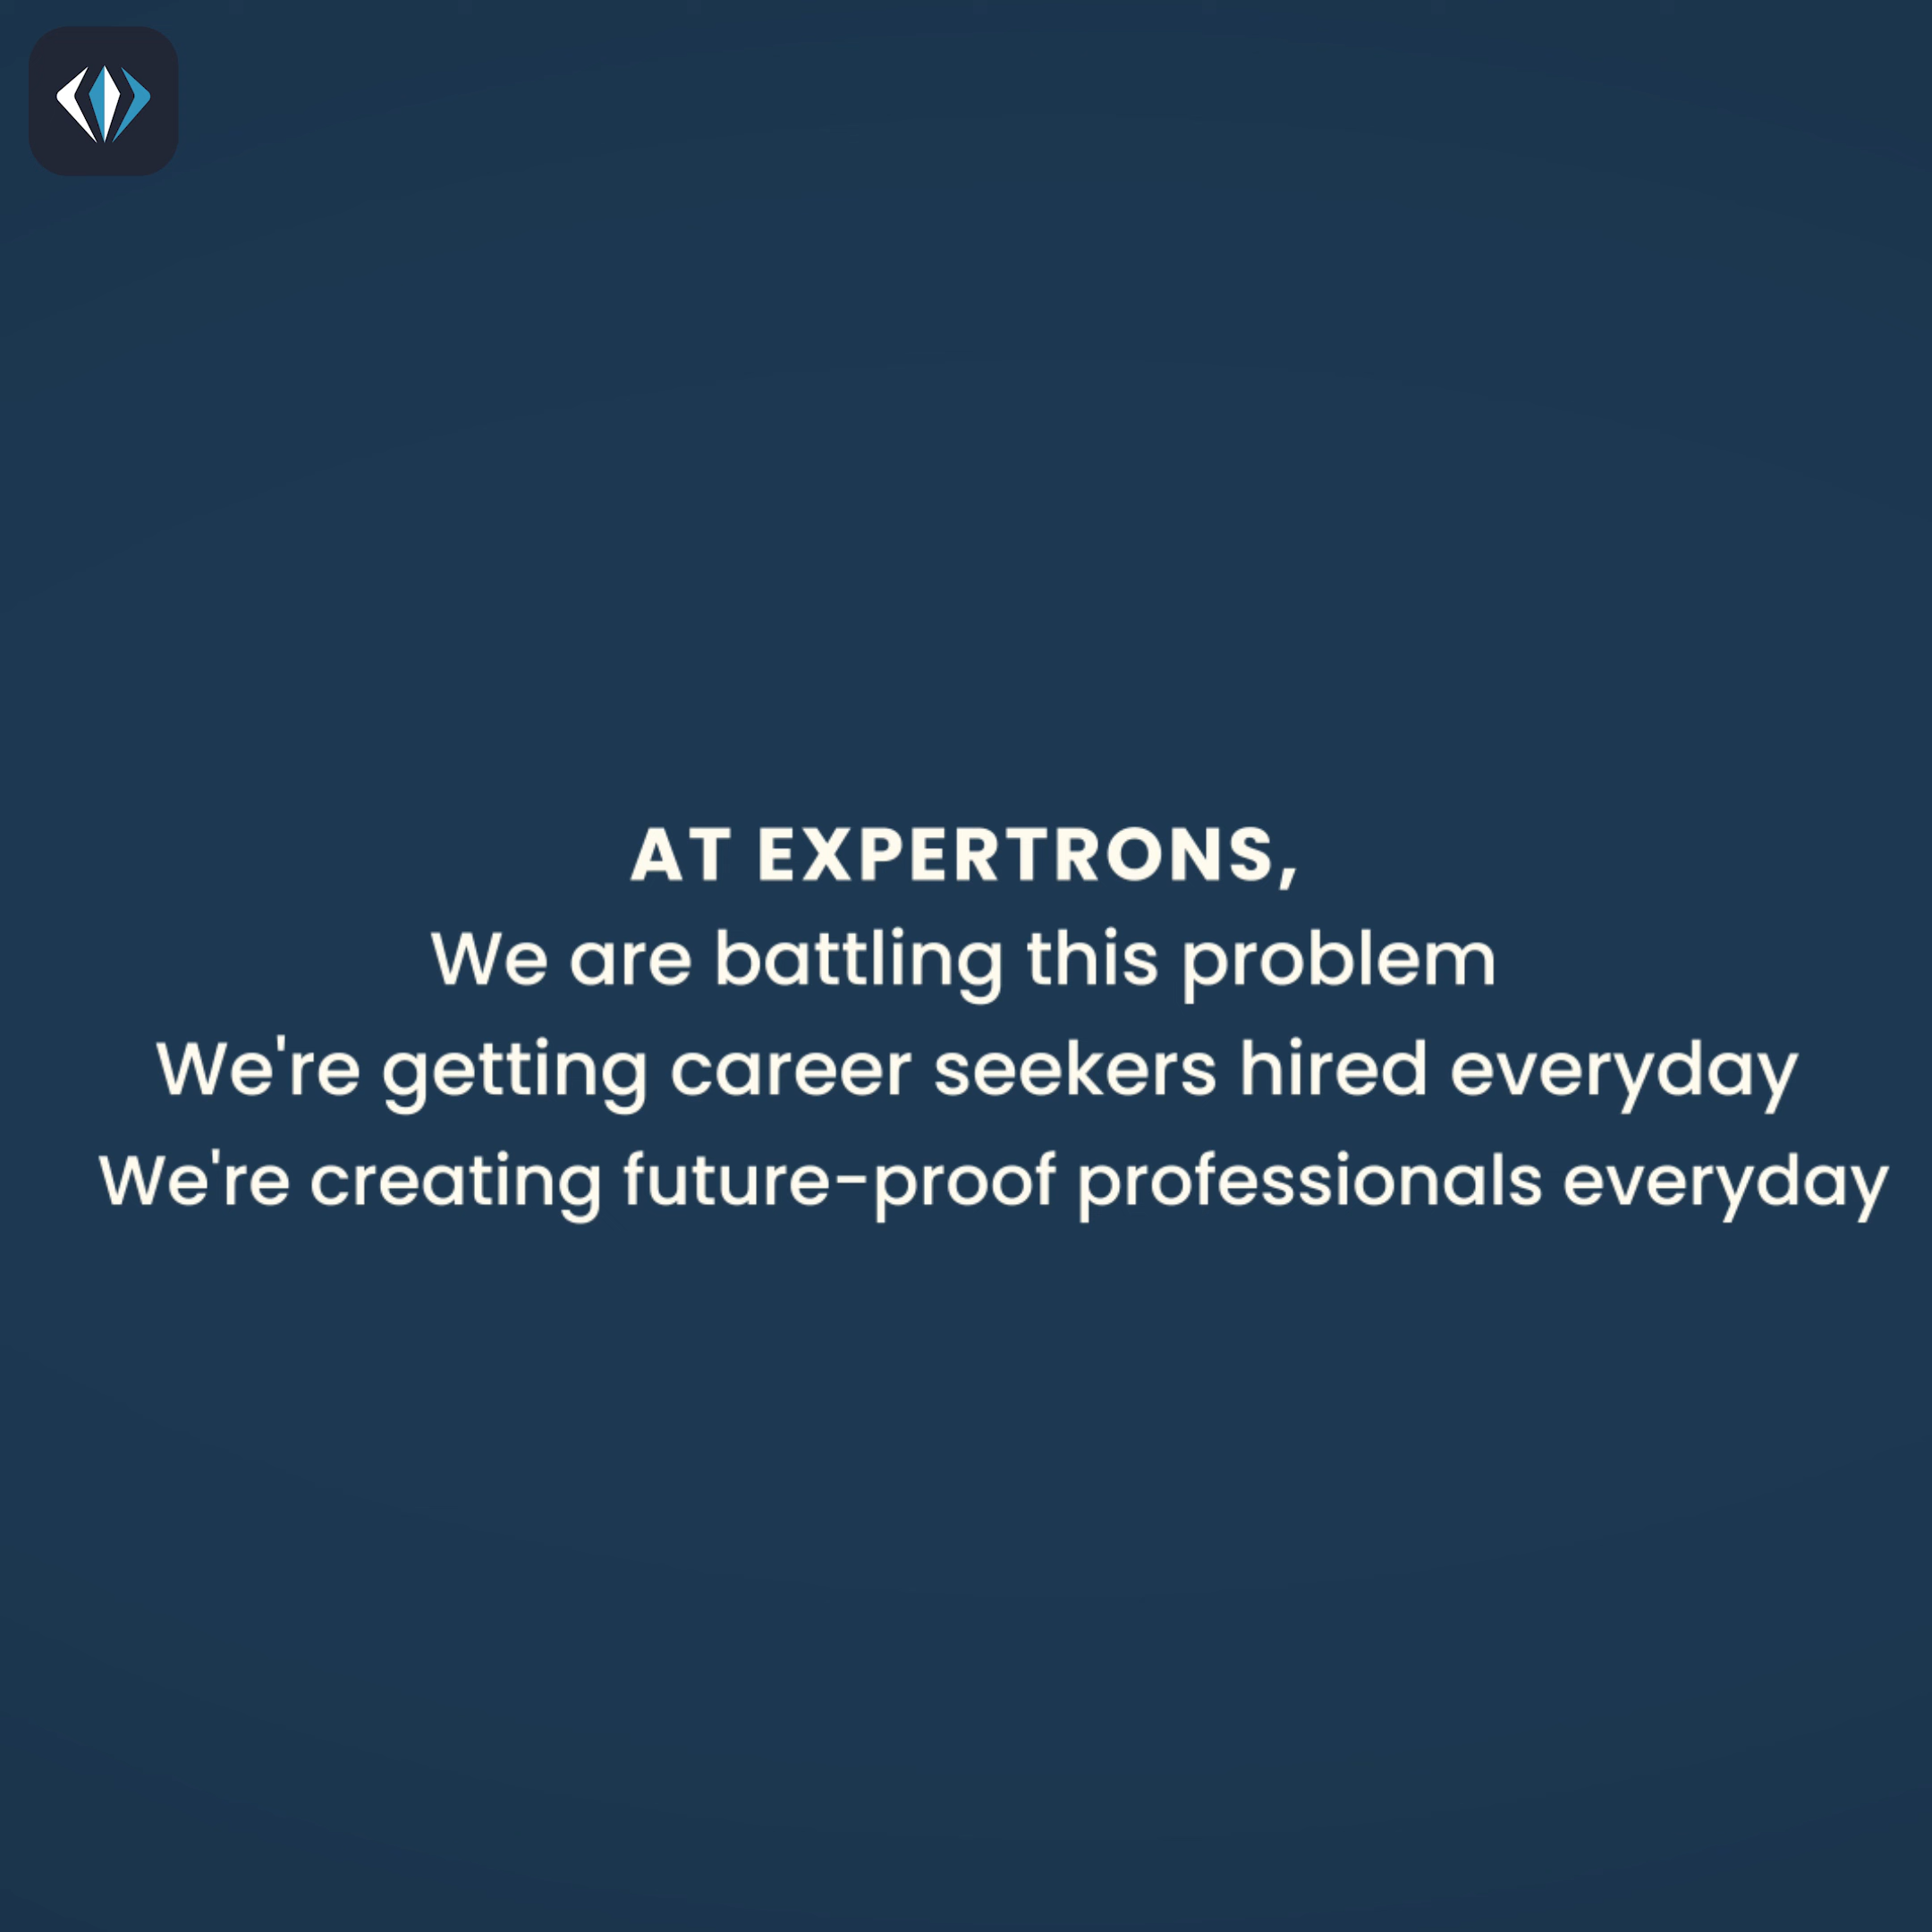 AT EXPERTRONS,
We are battling this problem
We're getting career seekers hired everyday
We're creating future-proof professionals everyday